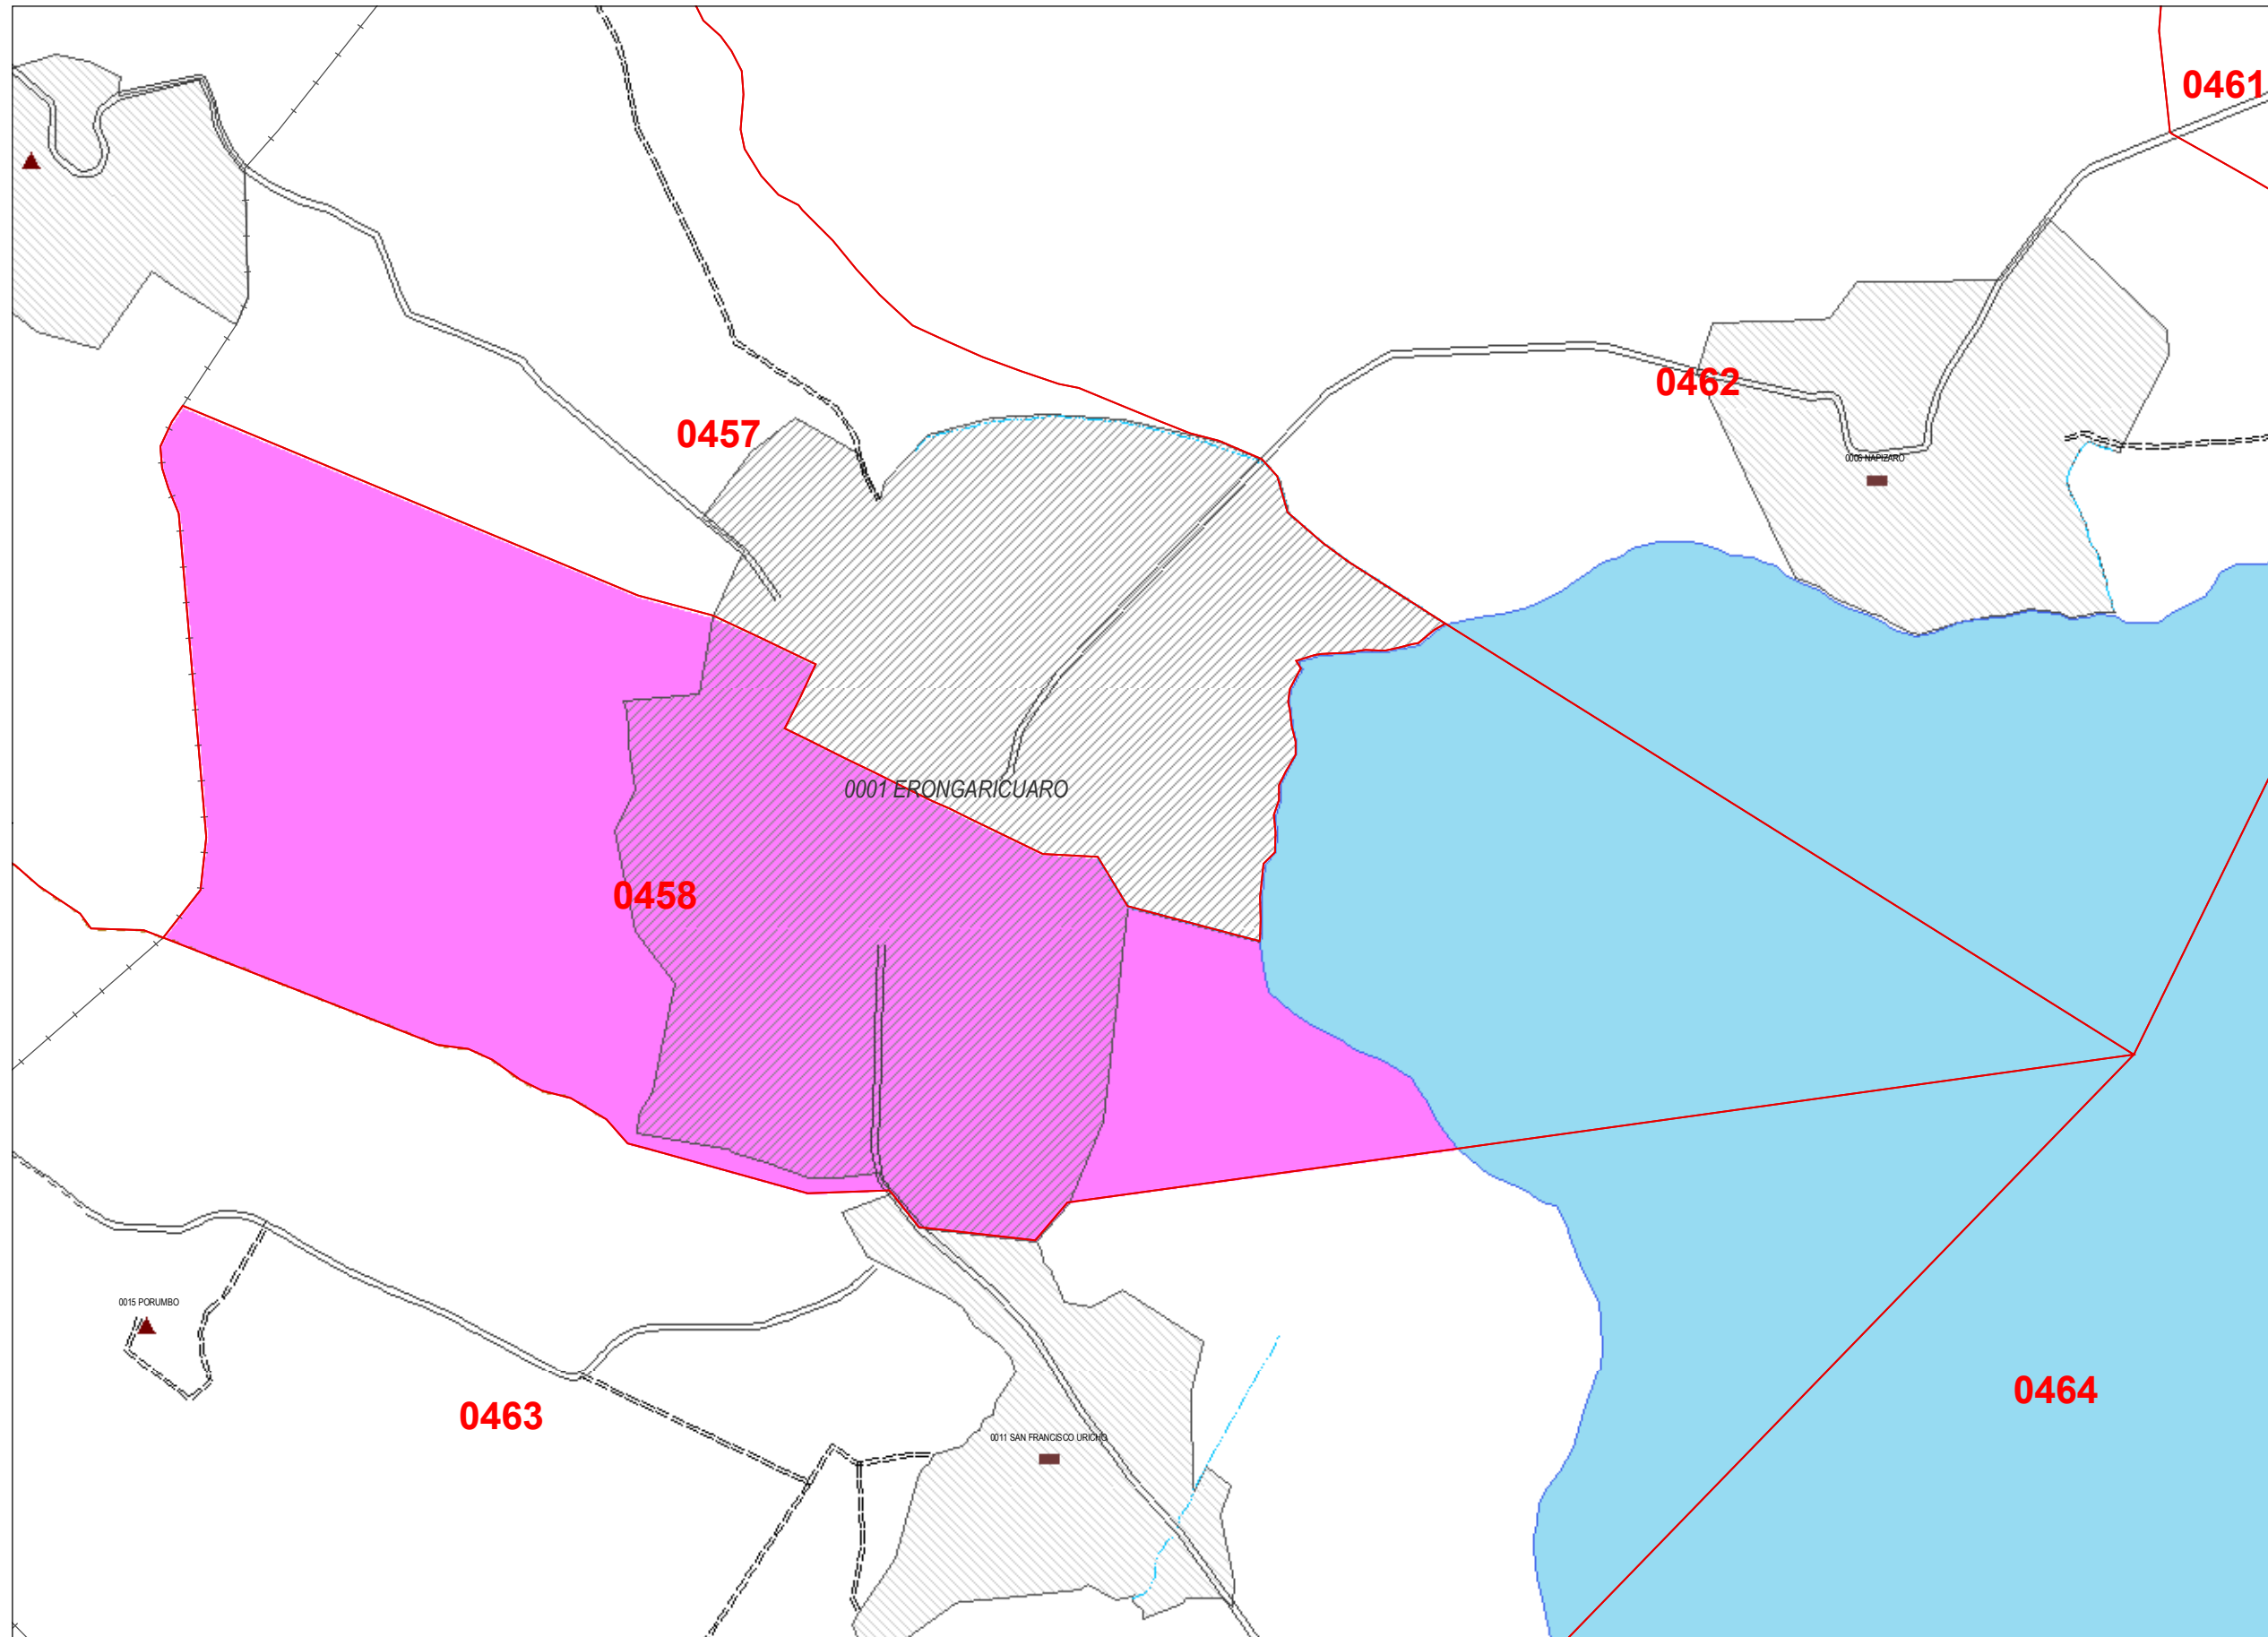 0461
0462
0457
0006 NAPIZARO
0001 ERONGARICUARO
0458
0015 PORUMBO
0464
0463
0011 SAN FRANCISCO URICHO